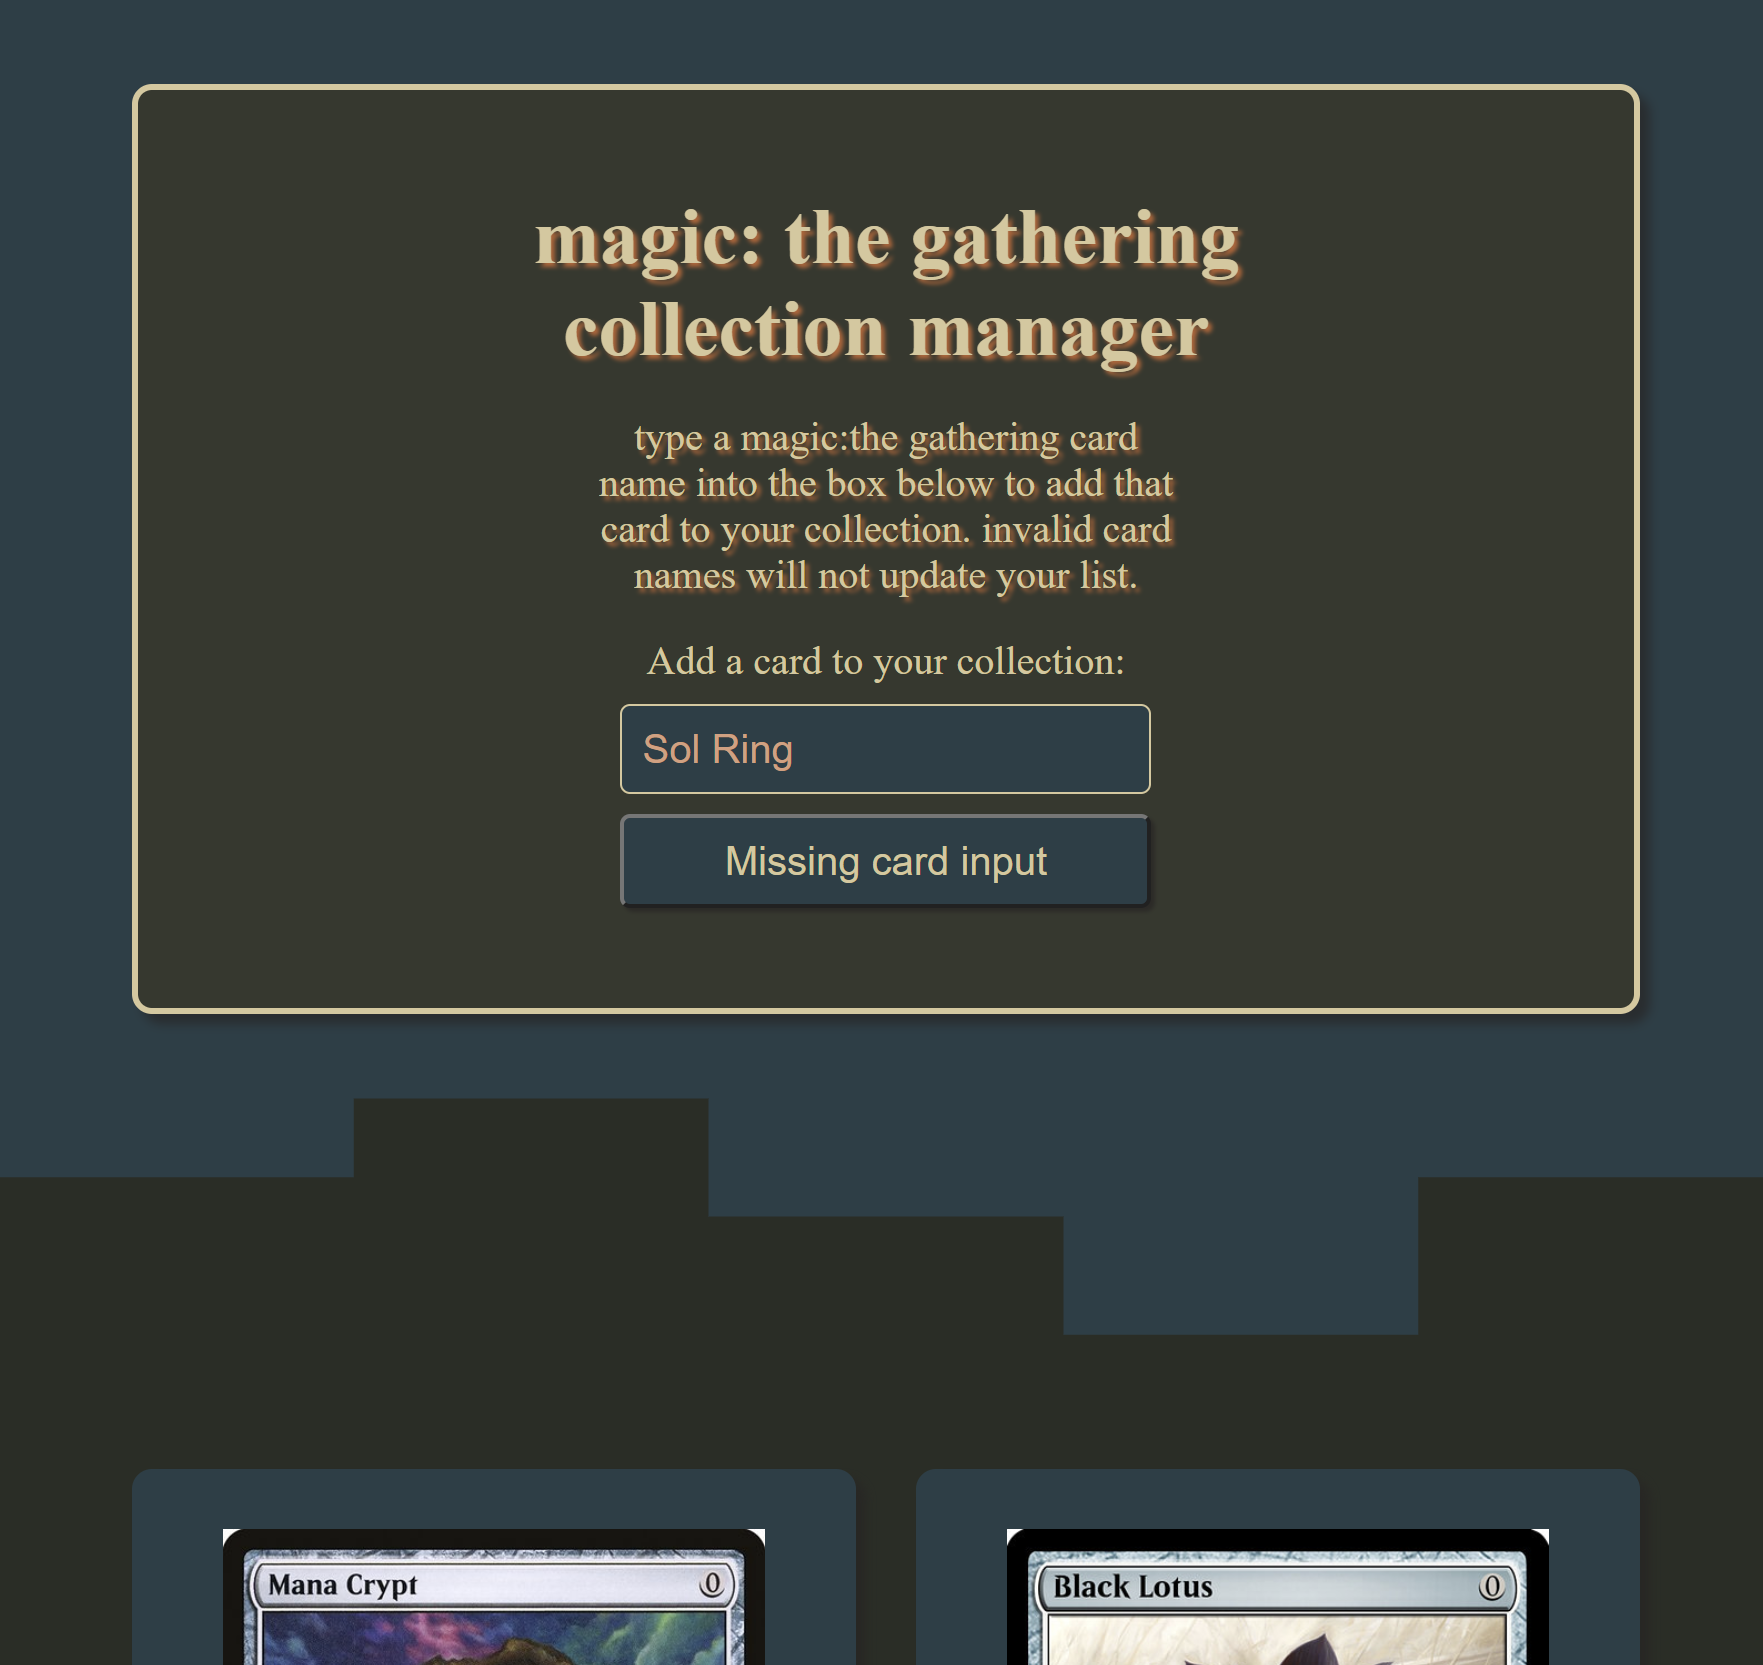 magic: the gathering
collection manager
type a magic:the gathering card
name into the box below to add that
card to your collection. invalid card
names will not update your list.
Add a card to your collection:
Sol Ring
Missing card input
Mana Crypt 0
Black Lotus 0